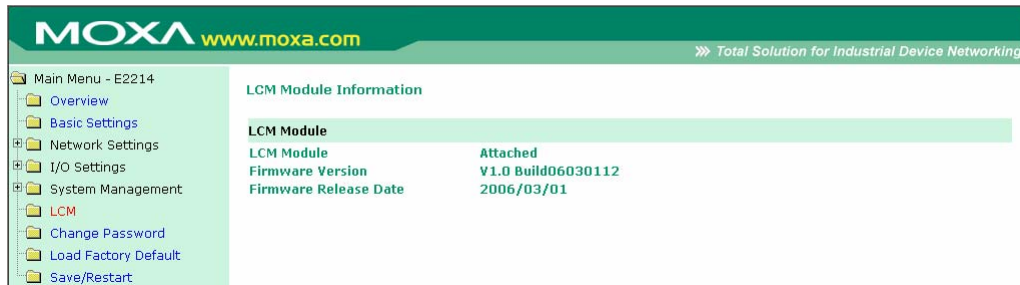 MOXA www.moxa.com
Total Solution for Industrial Device Networking
Main Menu - E2214
Overview
Basic Settings
Network Settings
I/O Settings
System Management
LCM
Change Password
Load Factory Default
Save/Restart
LCM Module Information
LCM Module
LCM Module Attached
Firmware Version V1.0 Build06030112
Firmware Release Date 2006/03/01